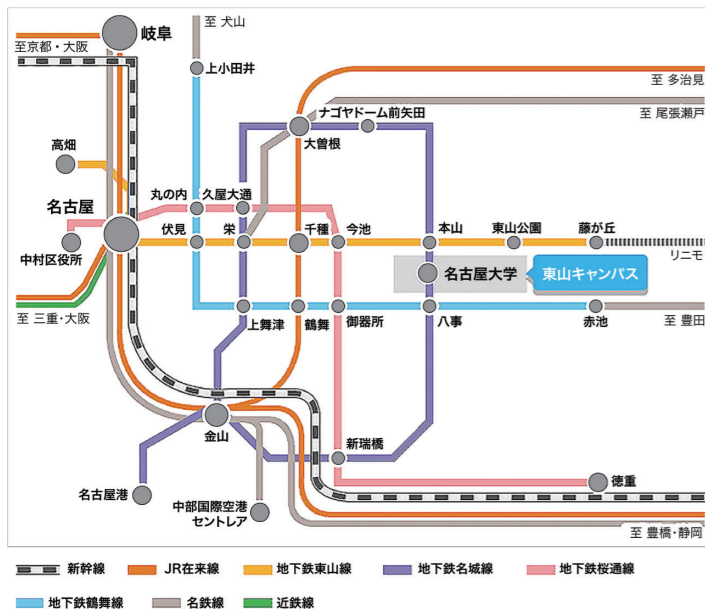 岐阜
至京都・大阪
至 犬山
上小田井
至 多治見
ナゴヤドーム前矢田
至 尾張瀬戸
大曽根
高畑
丸の内
久屋大通
名古屋
伏見
栄
千種
今池
本山
東山公園
藤が丘
リニモ
中村区役所
名古屋大学
東山キャンパス
至 三重・大阪
上舞津
鶴舞
御器所
八事
赤池
至 豊田
金山
新瑞橋
名古屋港
中部国際空港
セントレア
徳重
至 豊橋・静岡
新幹線
JR在来線
地下鉄東山線
地下鉄名城線
地下鉄桜通線
地下鉄鶴舞線
名鉄線
近鉄線